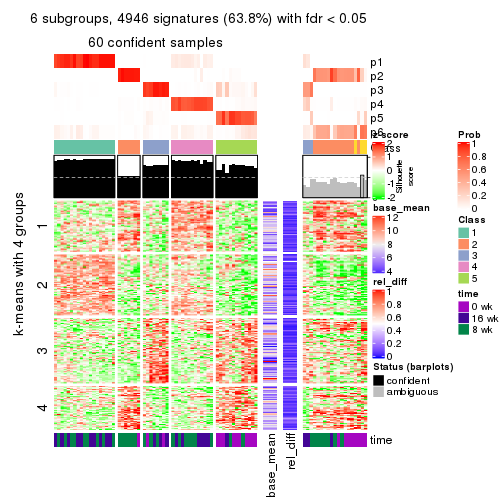 6 subgroups, 4946 signatures (63.8%) with fdr < 0.05
60 confident samples
p1
p2
p3
p4
p5
p6
z-score
2
-2
Silhouette
score
Prob
1
0.8
0.6
0.4
0.2
0
base_mean
12
10
8
6
4
rel_diff
1
0.8
0.6
0.4
0.2
0
Class
1
2
3
4
5
time
0 wk
16 wk
8 wk
Status (barplots)
confident
ambiguous
k-means with 4 groups
1
2
3
4
time
base_mean
rel_diff